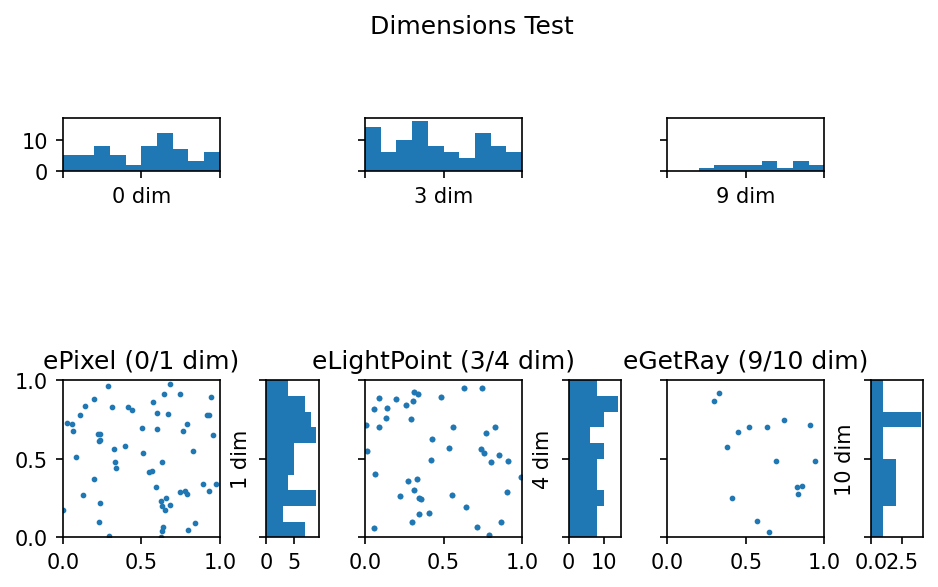 Dimensions Test
10
0
0 dim
3 dim
9 dim
ePixel (0/1 dim)
eLightPoint (3/4 dim)
eGetRay (9/10 dim)
1.0
0.5
0.0
1 dim
4 dim
10 dim
0.0 0.5 1.0
0 5
0.0 0.5 1.0
0 10
0.0 0.5 1.0
0.02.5